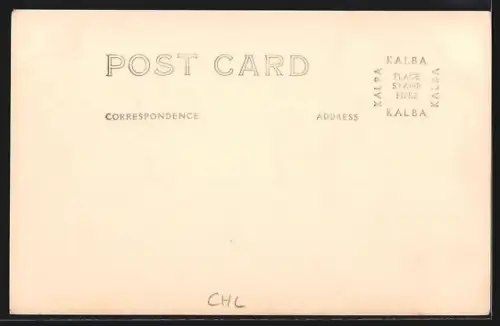 POST CARD
KALBA
KALBA
PLACE
STAMP
HERE
KALBA
KALBA
CORRESPONDENCE
ADDRESS
CHL